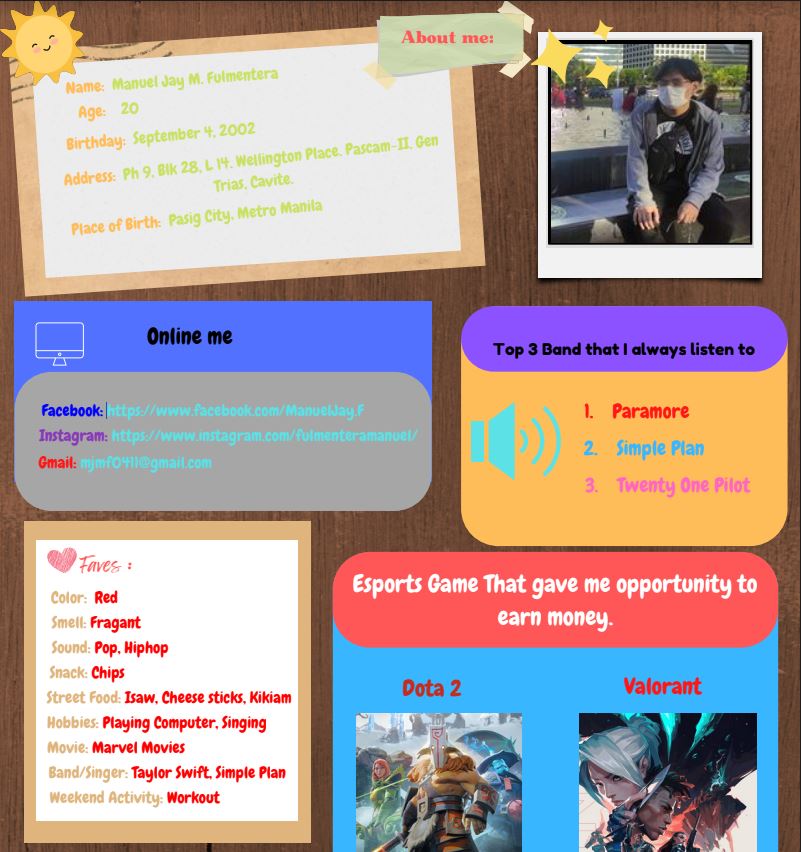 About me:
Name: Manuel Jay M. Fulmentera
Age: 20
Birthday: September 4, 2002
Address: Ph 9, Blk 28, L 14. Wellington Place. Pascam-II. Gen
Trias, Cavite.
Place of Birth: Pasig City, Metro Manila
Online me
Facebook: https://www.facebook.com/ManuelJay.F
Instagram: https://www.instagram.com/fulmenteramanuel/
Gmail: mjmf0411@gmail.com
Top 3 Band that I always listen to
1. Paramore
2. Simple Plan
3. Twenty One Pilot
Faves :
Color: Red
Smell: Fragant
Sound: Pop, Hiphop
Snack: Chips
Street Food: Isaw, Cheese sticks, Kikiam
Hobbies: Playing Computer, Singing
Movie: Marvel Movies
Band/Singer: Taylor Swift, Simple Plan
Weekend Activity: Workout
Esports Game That gave me opportunity to
earn money.
Dota 2
Valorant